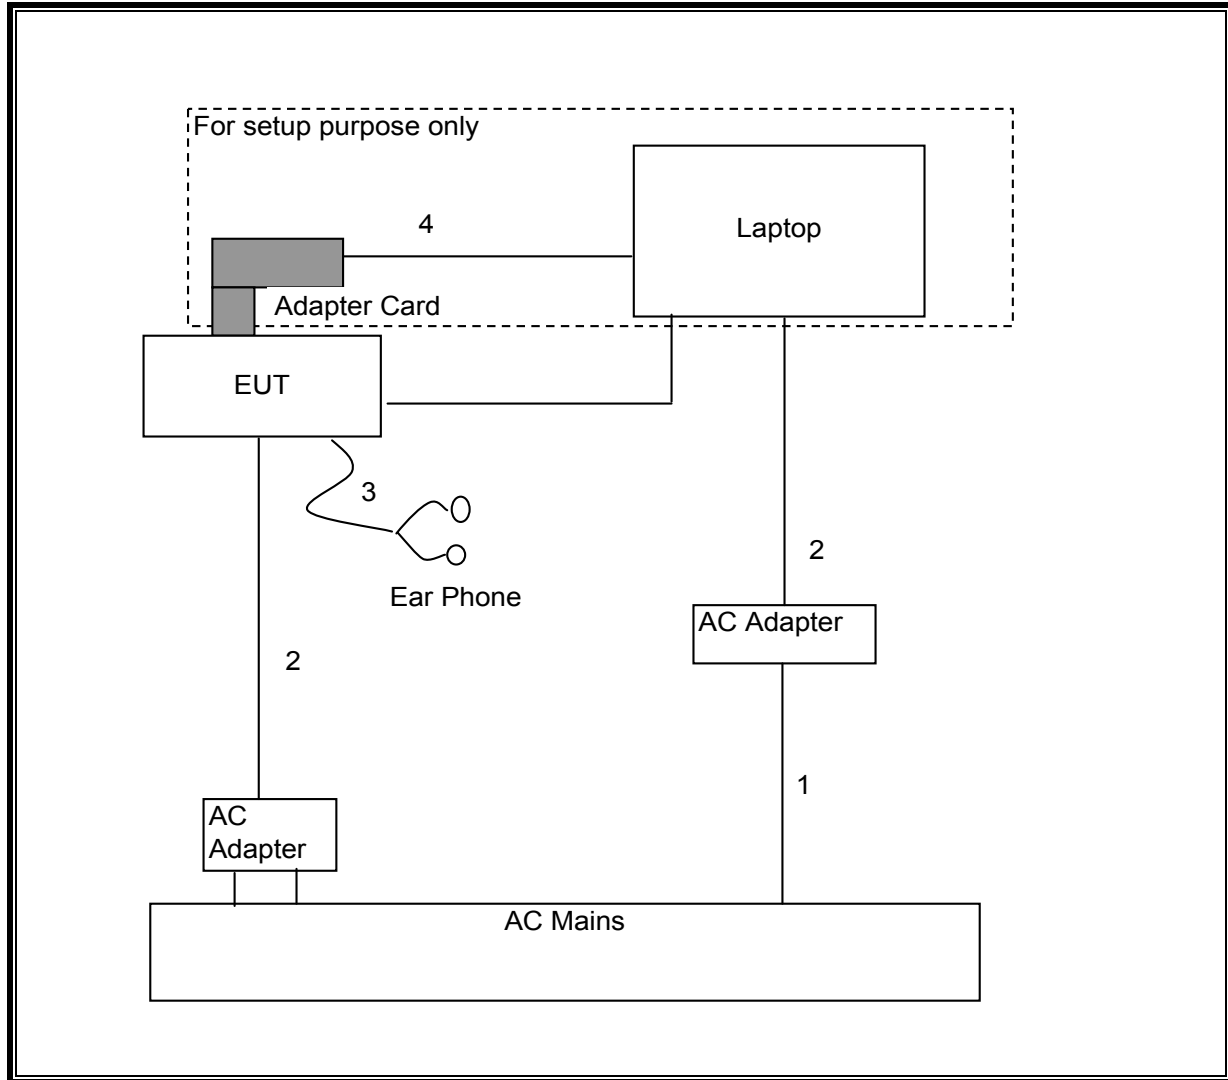 For setup purpose only
4
Laptop
Adapter Card
EUT
3
2
Ear Phone
AC Adapter
2
1
AC
Adapter
AC Mains